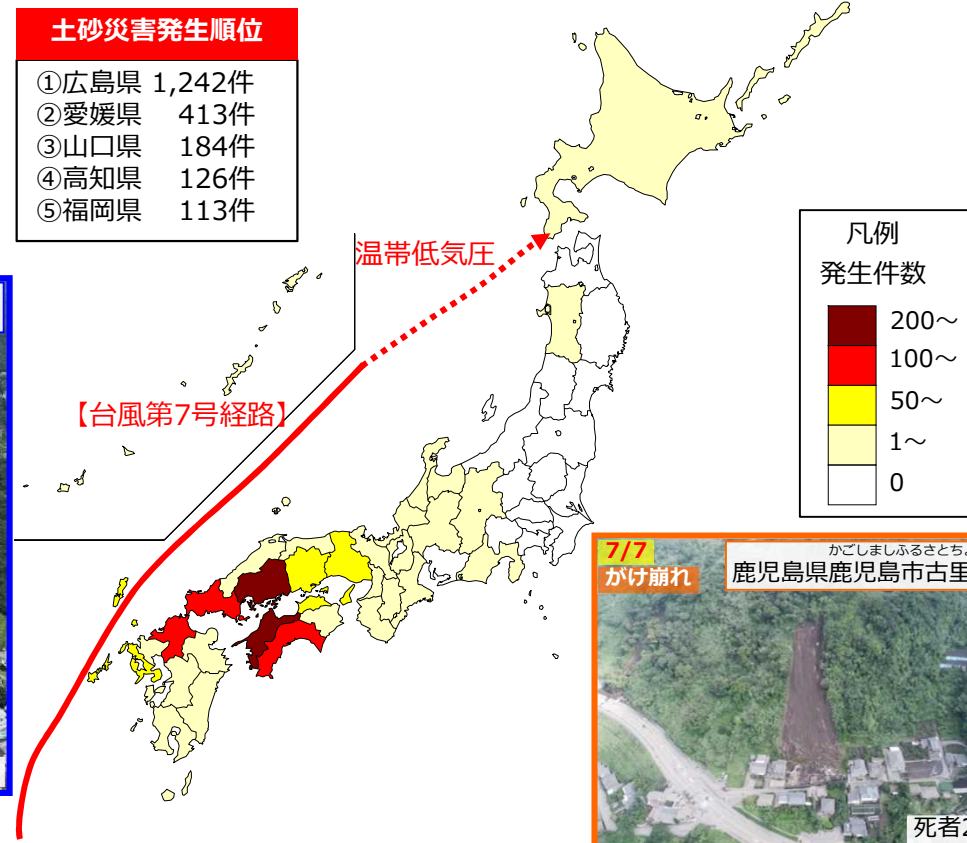 土砂災害発生順位
①広島県 1,242件
②愛媛県 413件
③山口県 184件
④高知県 126件
⑤福岡県 113件
温帯低気圧
【台風第7号経路】
凡例
発生件数
200～
100～
50～
1～
0
7/7
がけ崩れ
かごしましふるさとち
鹿児島県鹿児島市古里
死者2